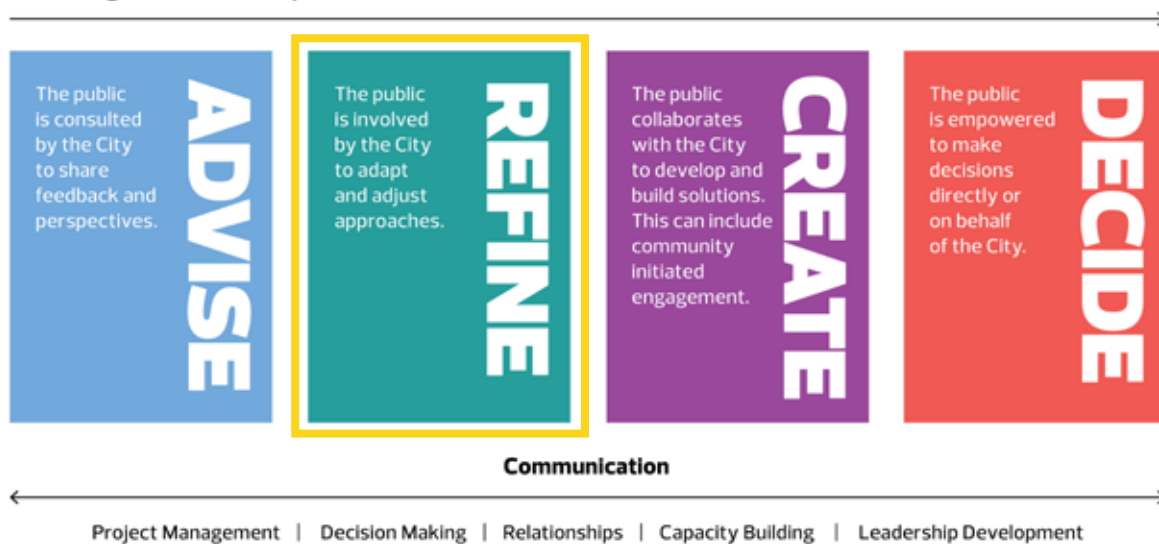 The public
is consulted
by the City
to share
feedback and
perspectives.
ADVISE
The public
is involved
by the City
to adapt
and adjust
approaches.
REFINE
The public
collaborates
with the City
to develop and
build solutions.
This can include
community
initiated
engagement.
CREATE
The public
is empowered
to make
decisions
directly or
on behalf
of the City.
DECIDE
Communication
Project Management | Decision Making | Relationships | Capacity Building | Leadership Development